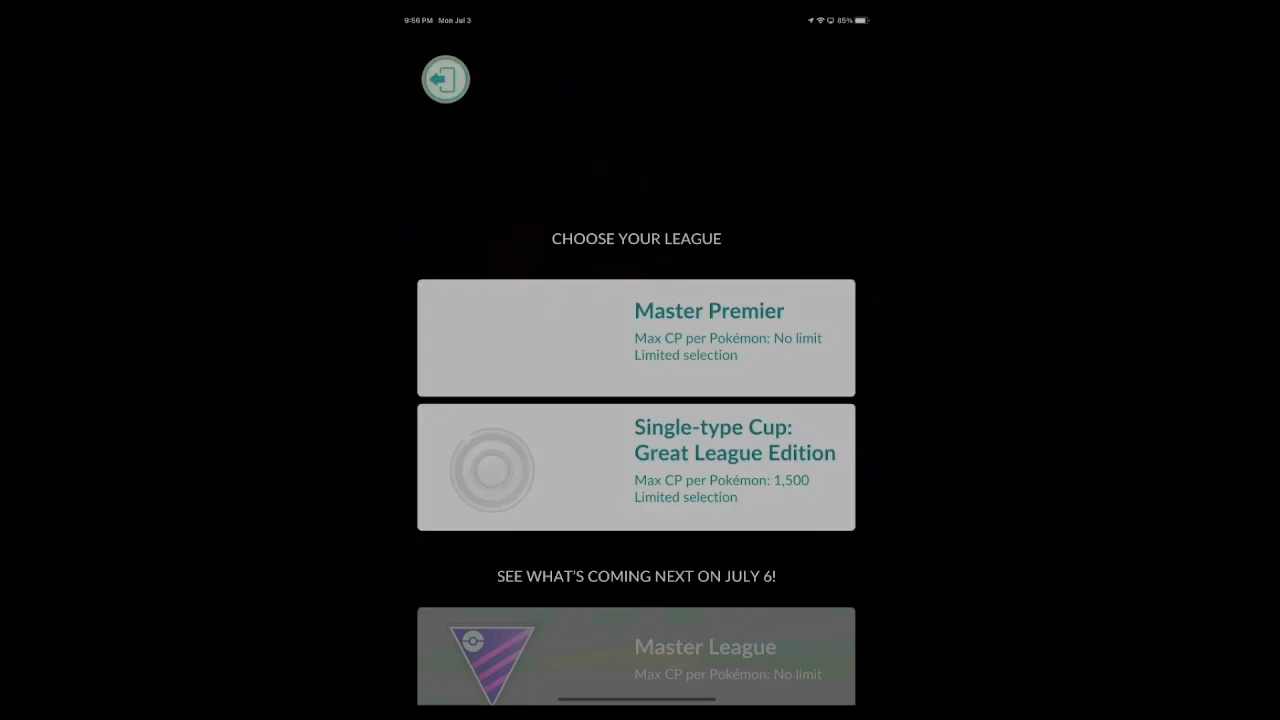 9:56 PM Mon Jul 3
85%
CHOOSE YOUR LEAGUE
Master Premier
Max CP per Pokémon: No limit
Limited selection
Single-type Cup:
Great League Edition
Max CP per Pokémon: 1,500
Limited selection
SEE WHAT'S COMING NEXT ON JULY 6!
Master League
Max CP per Pokémon: No limit